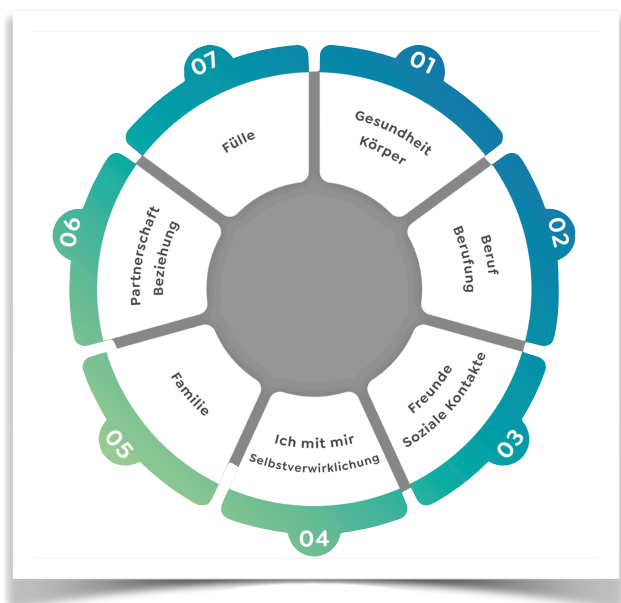 01
Gesundheit
Körper
02
Beruf
Berufung
03
Freunde
Soziale Kontakte
04
Ich mit mir
Selbstverwirklichung
05
Familie
06
Partnerschaft
Beziehung
07
Fülle